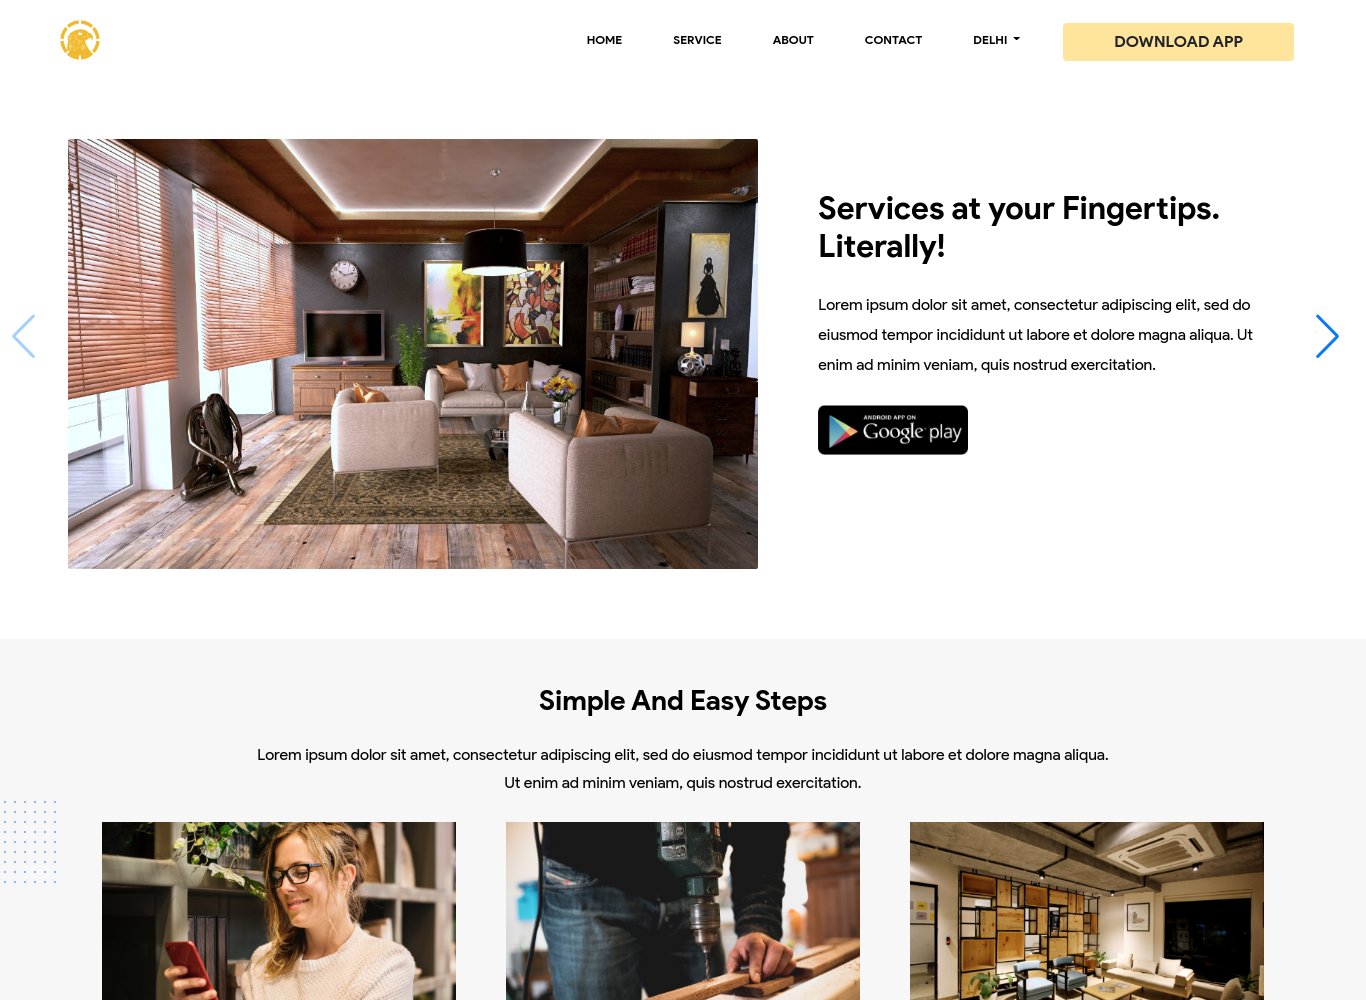 HOME
SERVICE
ABOUT
CONTACT
DELHI
DOWNLOAD APP
Services at your Fingertips.
Literally!
Lorem ipsum dolor sit amet, consectetur adipiscing elit, sed do
eiusmod tempor incididunt ut labore et dolore magna aliqua. Ut
enim ad minim veniam, quis nostrud exercitation.
ANDROID APP ON
Google play
Simple And Easy Steps
Lorem ipsum dolor sit amet, consectetur adipiscing elit, sed do eiusmod tempor incididunt ut labore et dolore magna aliqua.
Ut enim ad minim veniam, quis nostrud exercitation.